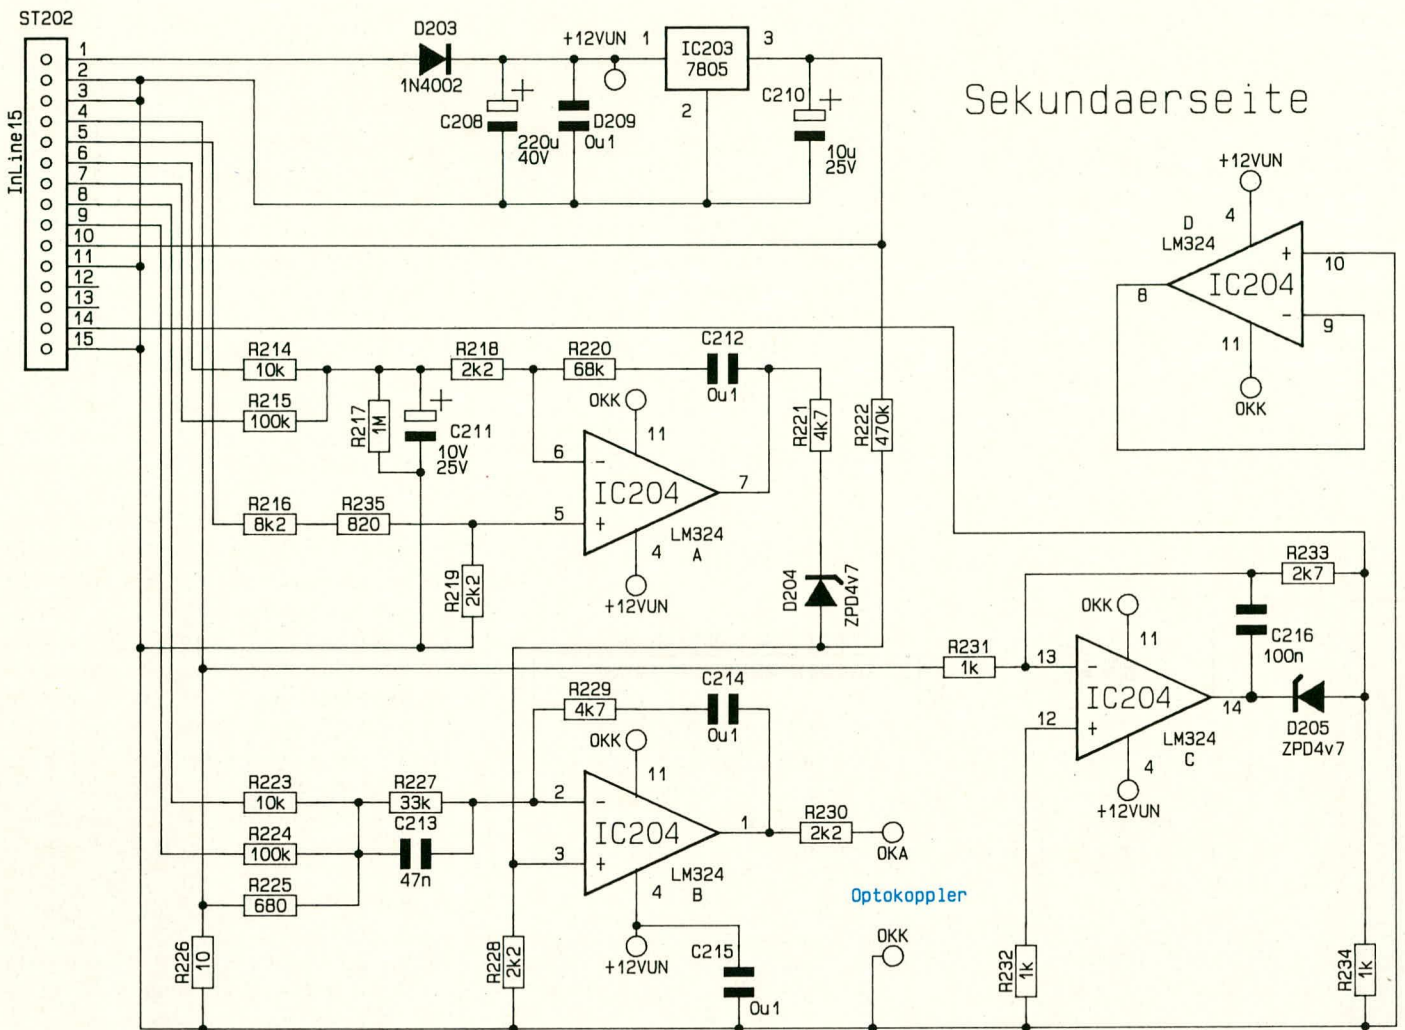 ST202
InLine15
1
2
3
4
5
6
7
8
9
10
11
12
13
14
15
D203
1N4002
C208
220u
40V
D209
0u1
+12VUN
1
IC203
7805
3
2
C210
10u
25V
Sekundaerseite
+12VUN
4
D
LM324
IC204
+
10
-
9
8
11
OKK
R214
10k
R215
100k
R217
1M
C211
10V
25V
R218
2k2
R220
68k
C212
0u1
OKK
11
6
-
IC204
7
5
+
4
LM324
A
+12VUN
R216
8k2
R235
820
R219
2k2
R221
4k7
R222
470k
D204
ZPD4v7
R233
2k7
C216
100n
OKK
11
R231
1k
13
-
IC204
14
12
+
4
LM324
C
+12VUN
D205
ZPD4v7
R229
4k7
C214
0u1
OKK
11
R223
10k
R227
33k
C213
47n
R224
100k
R225
680
2
-
IC204
1
3
+
4
LM324
B
+12VUN
R230
2k2
OKA
Optokoppler
OKK
R226
10
R228
2k2
C215
0u1
R232
1k
R234
1k